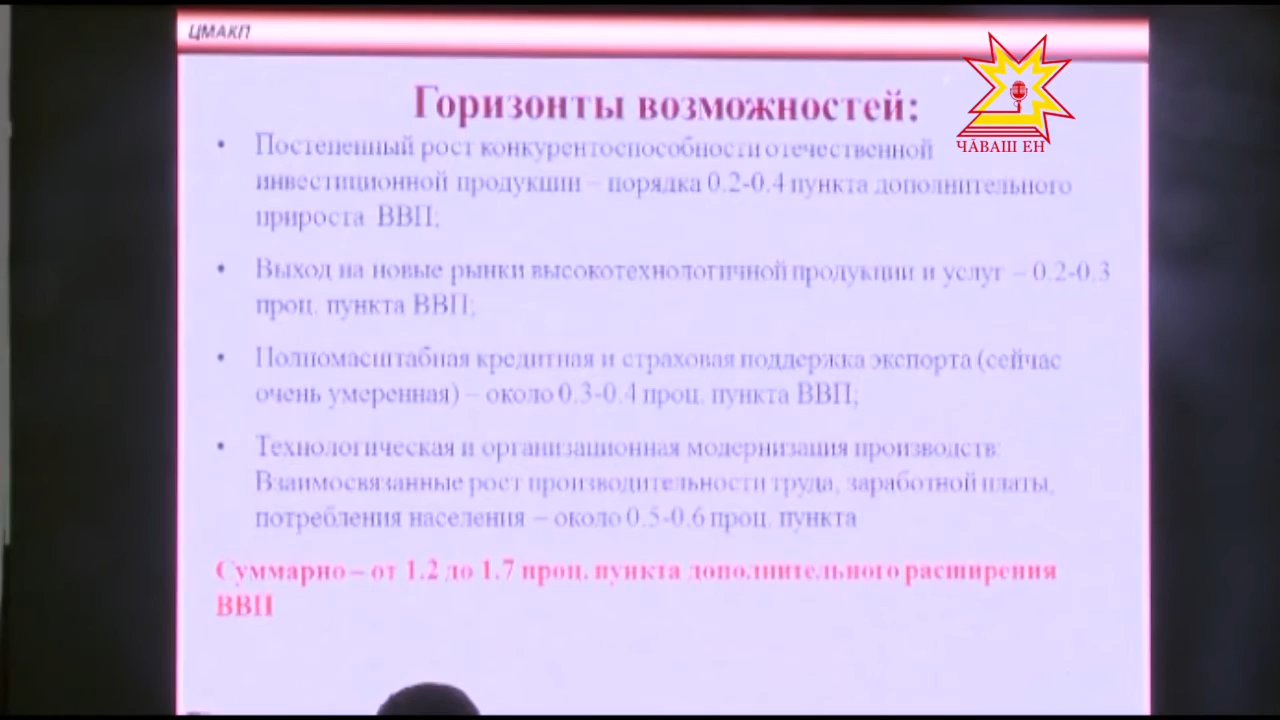 ЦМАКП
Горизонты возможностей:
ЧӐВАШ ЕН
• Постепенный рост конкурентоспособности отечественной
инвестиционной продукции – порядка 0.2-0.4 пункта дополнительного
прироста ВВП;
• Выход на новые рынки высокотехнологичной продукции и услуг – 0.2-0.3
проц. пункта ВВП;
• Полномасштабная кредитная и страховая поддержка экспорта (сейчас
очень умеренная) – около 0.3-0.4 проц. пункта ВВП;
• Технологическая и организационная модернизация производств:
Взаимосвязанные рост производительности труда, заработной платы,
потребления населения – около 0.5-0.6 проц. пункта
Суммарно – от 1.2 до 1.7 проц. пункта дополнительного расширения
ВВП